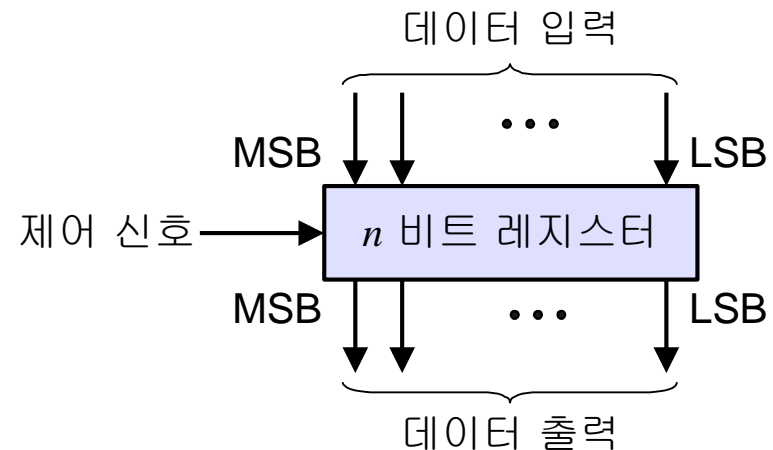 데이터 입력
MSB
LSB
제어 신호
n 비트 레지스터
MSB
LSB
데이터 출력